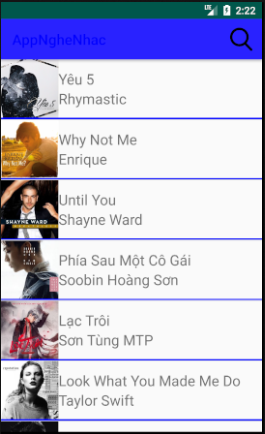 2:22
AppNgheNhac
Yêu 5
Rhymastic
Why Not Me
Enrique
Until You
Shayne Ward
SHAYNE WARD
Phía Sau Một Cô Gái
Soobin Hoàng Sơn
Lạc Trôi
Sơn Tùng MTP
Look What You Made Me Do
Taylor Swift